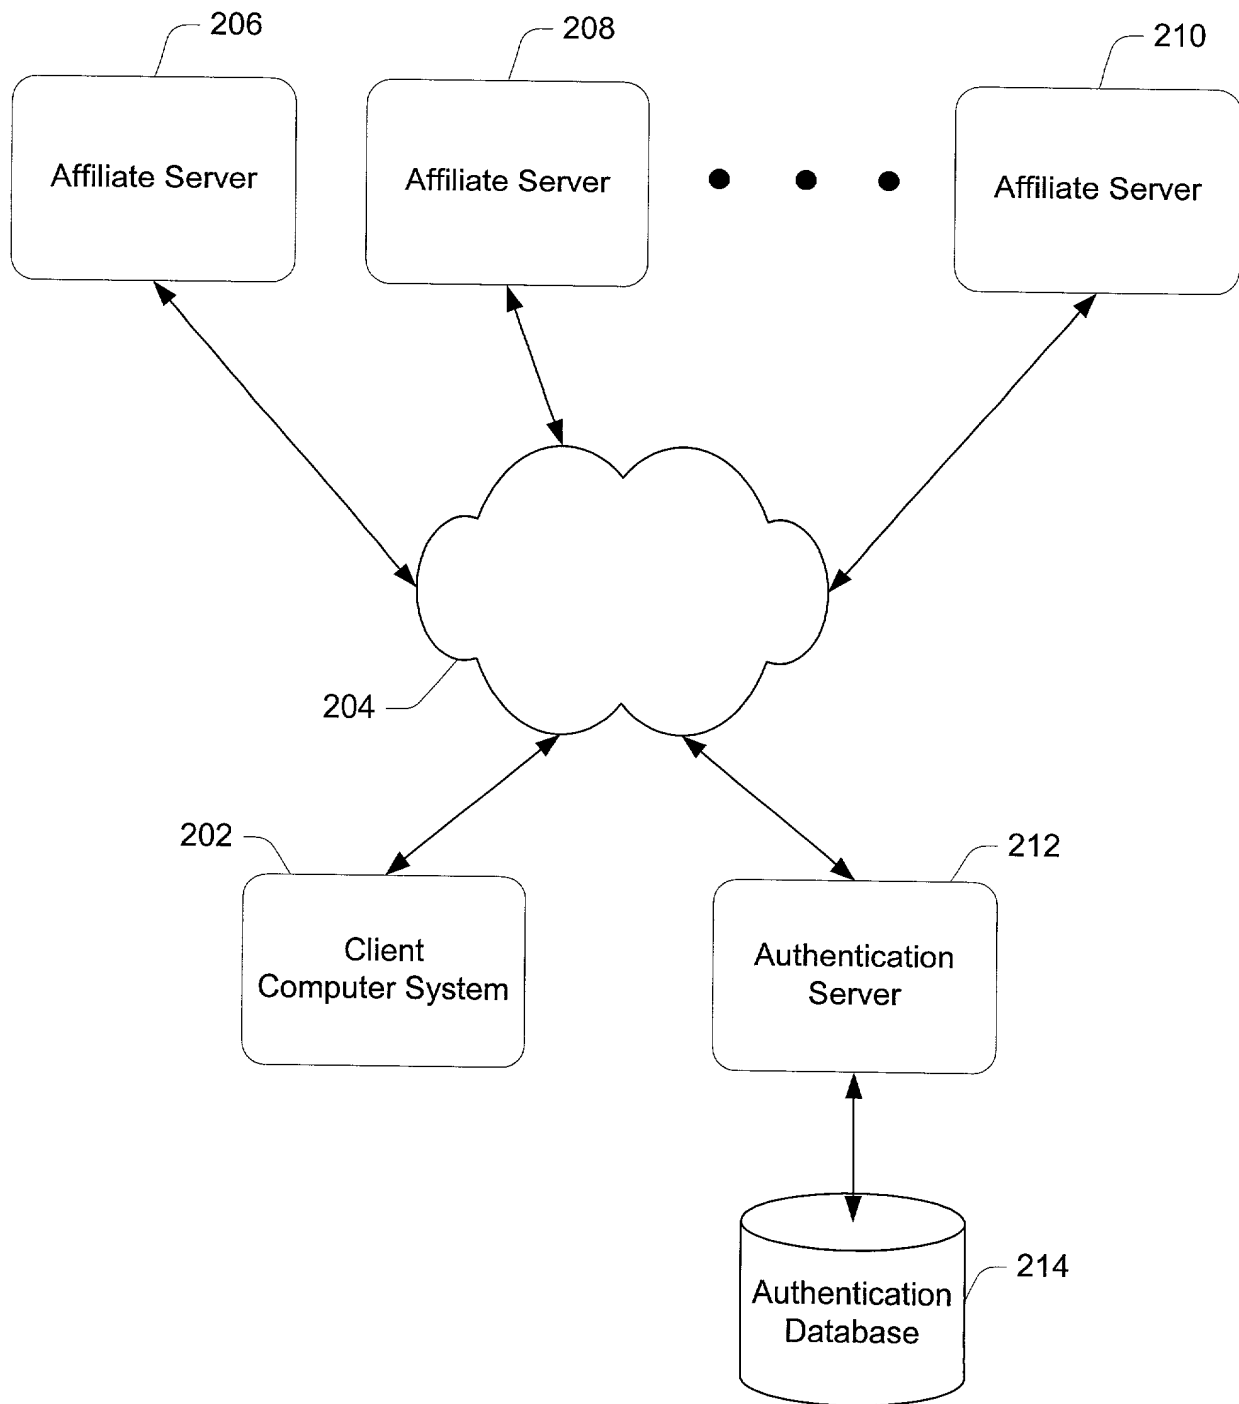 206
208
210
Affiliate Server
Affiliate Server
Affiliate Server
204
202
212
Client
Computer System
Authentication
Server
214
Authentication
Database